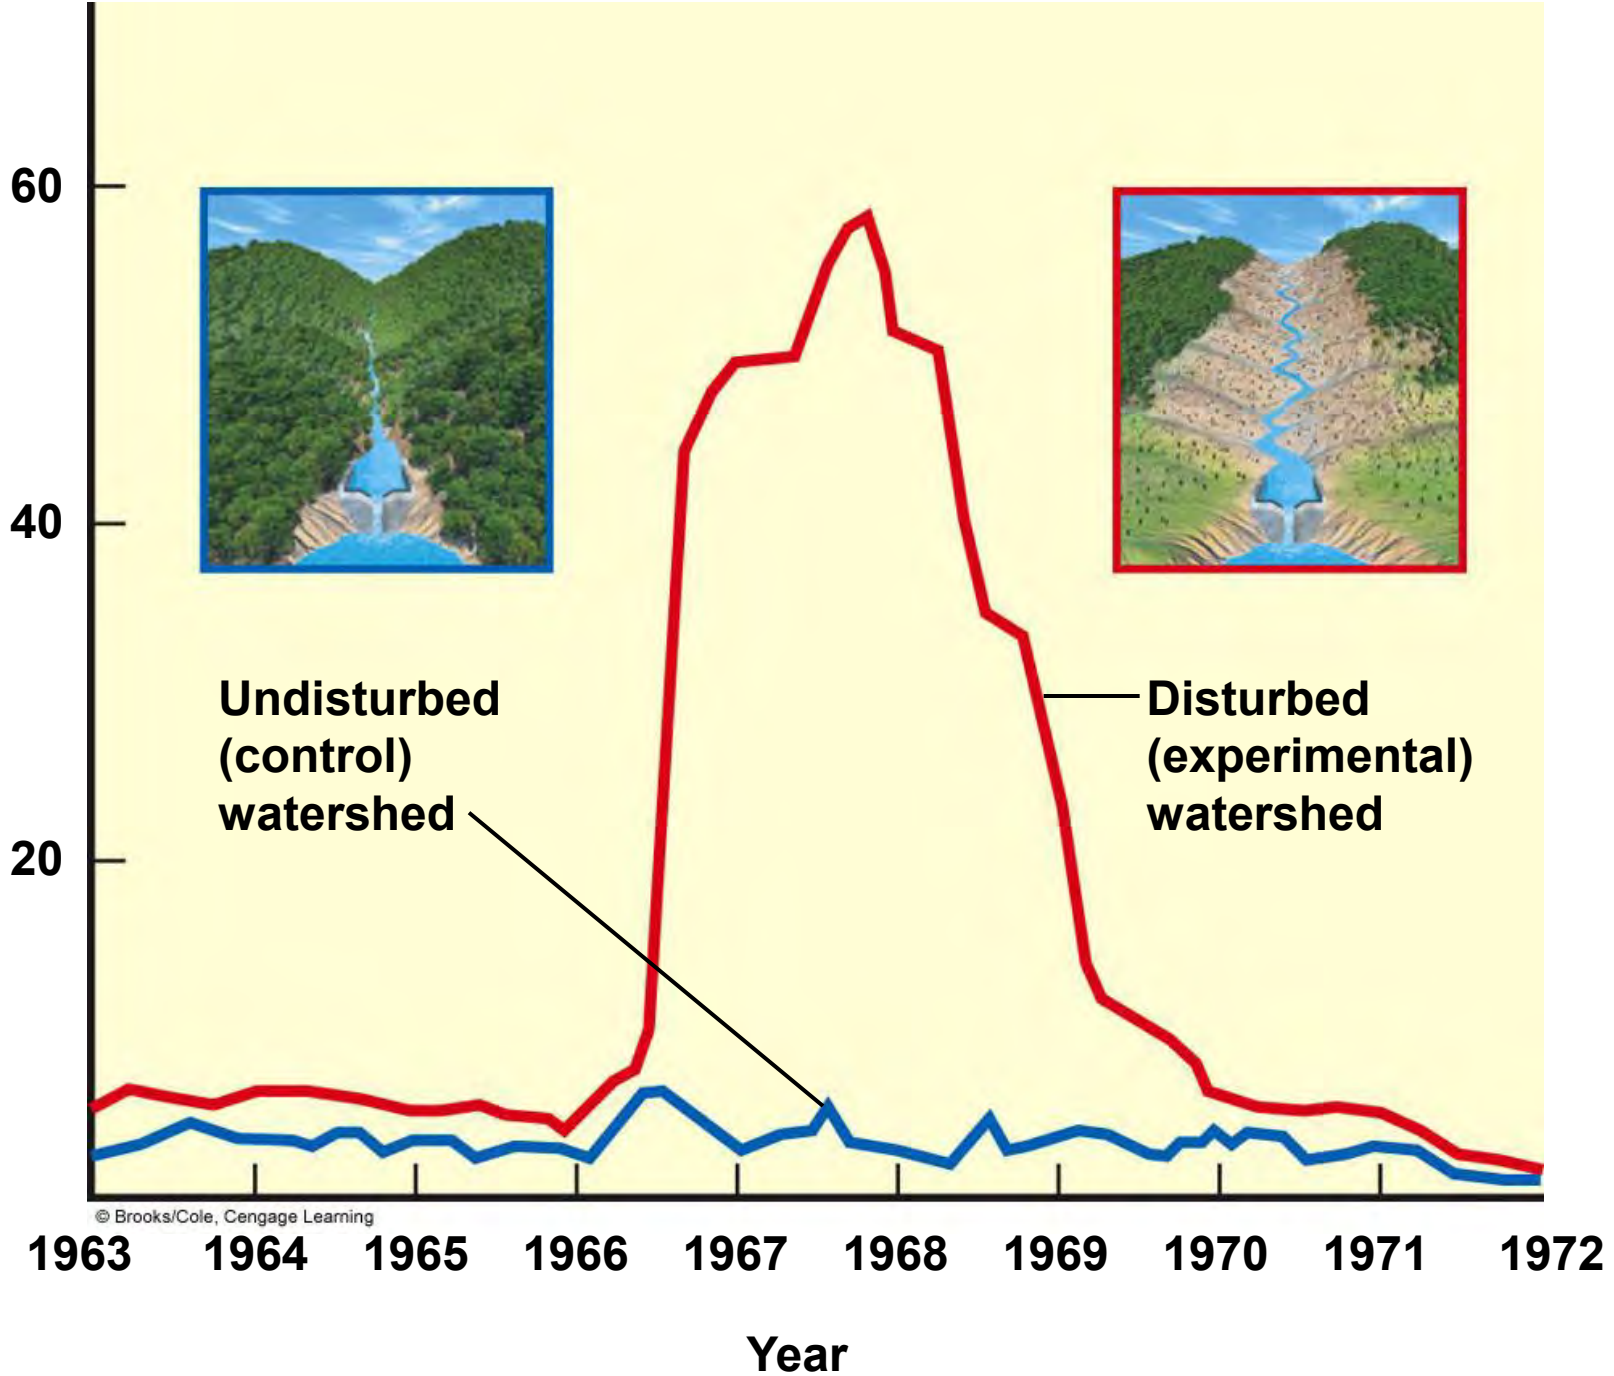 60
40
20
Undisturbed
(control)
watershed
Disturbed
(experimental)
watershed
© Brooks/Cole, Cengage Learning
1963 1964 1965 1966 1967 1968 1969 1970 1971 1972
Year